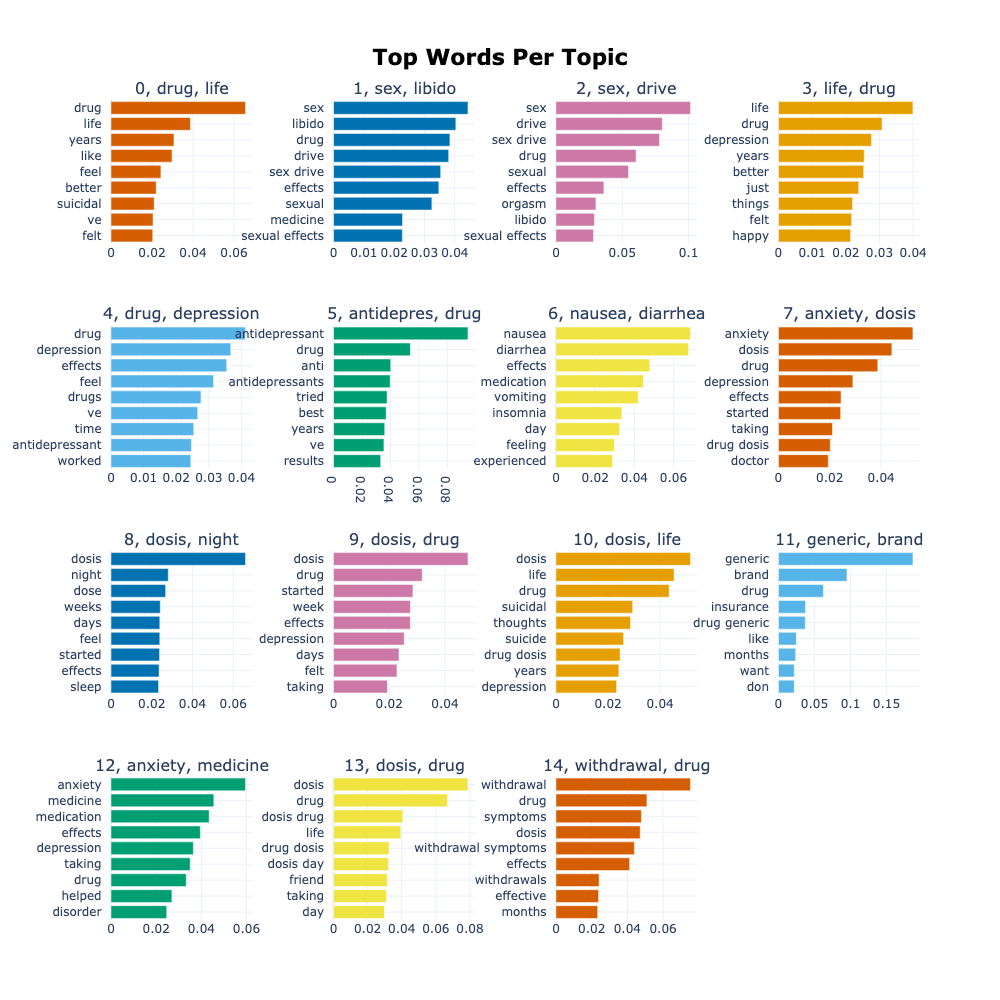 Top Words Per Topic
0, drug, life
drug
life
years
like
feel
better
suicidal
ve
felt
0 0.02 0.04 0.06
1, sex, libido
sex
libido
drug
drive
sex drive
effects
sexual
medicine
sexual effects
0 0.01 0.02 0.03 0.04
2, sex, drive
sex
drive
sex drive
drug
sexual
effects
orgasm
libido
sexual effects
0 0.05 0.1
3, life, drug
life
drug
depression
years
better
just
things
felt
happy
0 0.01 0.02 0.03 0.04
4, drug, depression
drug
depression
effects
feel
drugs
ve
time
antidepressant
worked
0 0.01 0.02 0.03 0.04
5, antidepres, drug
antidepressant
drug
anti
antidepressants
tried
best
years
ve
results
0 0.02 0.04 0.06 0.08
6, nausea, diarrhea
nausea
diarrhea
effects
medication
vomiting
insomnia
day
feeling
experienced
0 0.02 0.04 0.06
7, anxiety, dosis
anxiety
dosis
drug
depression
effects
started
taking
drug dosis
doctor
0 0.02 0.04
8, dosis, night
dosis
night
dose
weeks
days
feel
started
effects
sleep
0 0.02 0.04 0.06
9, dosis, drug
dosis
drug
started
week
effects
depression
days
felt
taking
0 0.02 0.04
10, dosis, life
dosis
life
drug
suicidal
thoughts
suicide
drug dosis
years
depression
0 0.02 0.04
11, generic, brand
generic
brand
drug
insurance
drug generic
like
months
want
don
0 0.05 0.1 0.15
12, anxiety, medicine
anxiety
medicine
medication
effects
depression
taking
drug
helped
disorder
0 0.02 0.04 0.06
13, dosis, drug
dosis
drug
dosis drug
life
drug dosis
dosis day
friend
taking
day
0 0.02 0.04 0.06 0.08
14, withdrawal, drug
withdrawal
drug
symptoms
dosis
withdrawal symptoms
effects
withdrawals
effective
months
0 0.02 0.04 0.06